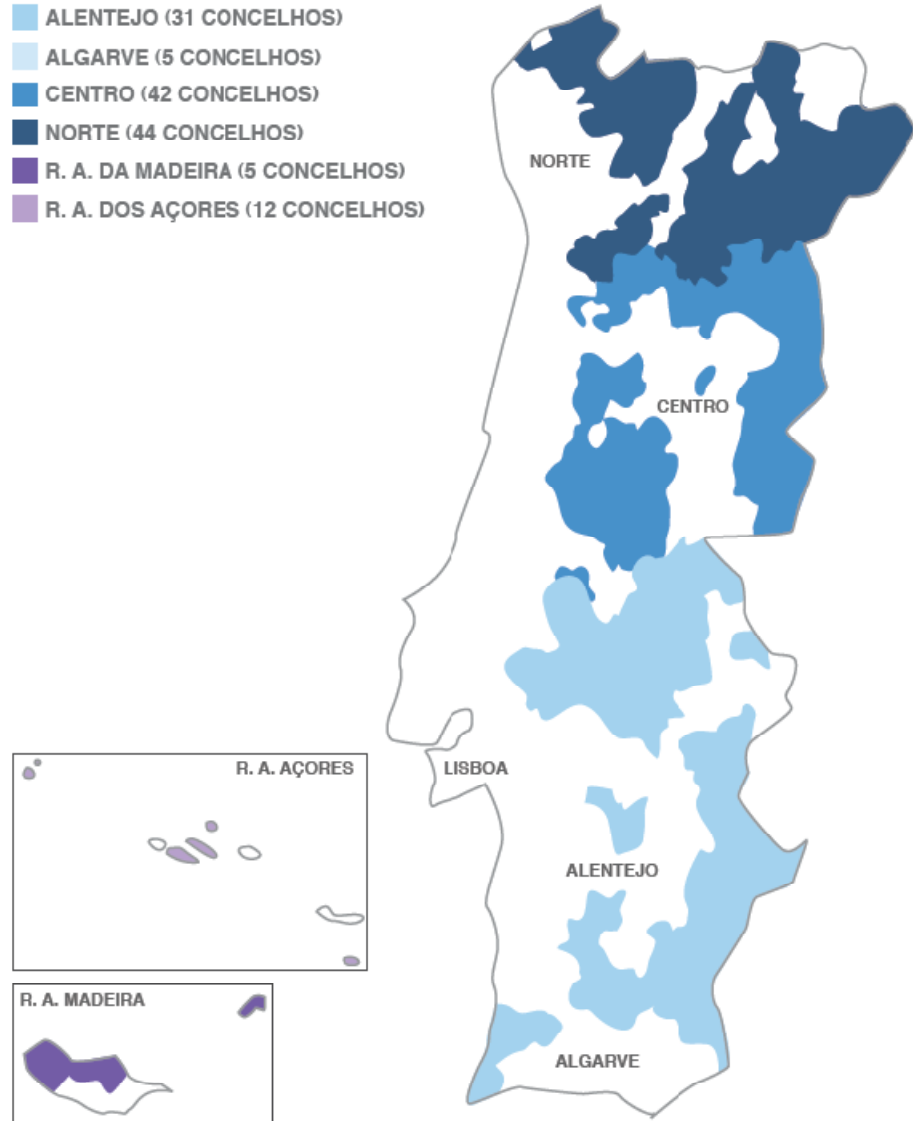 ALENTEJO (31 CONCELHOS)
ALGARVE (5 CONCELHOS)
CENTRO (42 CONCELHOS)
NORTE (44 CONCELHOS)
R. A. DA MADEIRA (5 CONCELHOS)
R. A. DOS AÇORES (12 CONCELHOS)
NORTE
CENTRO
LISBOA
ALENTEJO
ALGARVE
R. A. AÇORES
R. A. MADEIRA